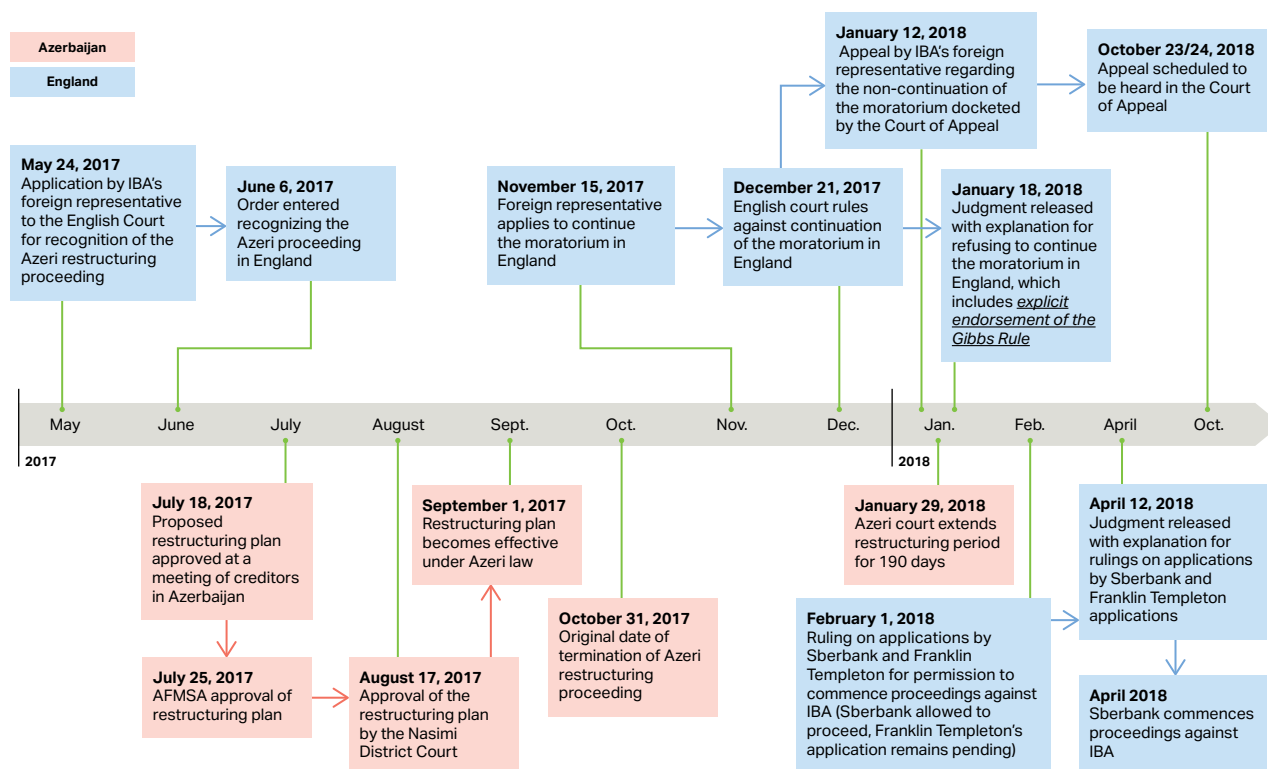 Azerbaijan
England
May 24, 2017
Application by IBA's
foreign representative
to the English Court
for recognition of the
Azeri restructuring
proceeding
June 6, 2017
Order entered
recognizing the
Azeri proceeding
in England
November 15, 2017
Foreign representative
applies to continue
the moratorium in
England
December 21, 2017
English court rules
against continuation
of the moratorium in
England
January 12, 2018
Appeal by IBA's foreign
representative regarding
the non-continuation of
the moratorium docketed
by the Court of Appeal
October 23/24, 2018
Appeal scheduled to
be heard in the Court
of Appeal
January 18, 2018
Judgment released
with explanation for
refusing to continue
the moratorium in
England, which
includes explicit
endorsement of the
Gibbs Rule
May
June
July
August
Sept.
Oct.
Nov.
Dec.
Jan.
Feb.
April
Oct.
2017
2018
July 18, 2017
Proposed
restructuring plan
approved at a
meeting of creditors
in Azerbaijan
July 25, 2017
AFMSA approval of
restructuring plan
August 17, 2017
Approval of the
restructuring plan
by the Nasimi
District Court
September 1, 2017
Restructuring plan
becomes effective
under Azeri law
October 31, 2017
Original date of
termination of Azeri
restructuring
proceeding
January 29, 2018
Azeri court extends
restructuring period
for 190 days
February 1, 2018
Ruling on applications by
Sberbank and Franklin
Templeton for permission to
commence proceedings against
IBA (Sberbank allowed to
proceed, Franklin Templeton's
application remains pending)
April 12, 2018
Judgment released
with explanation for
rulings on applications
by Sberbank and
Franklin Templeton
applications
April 2018
Sberbank commences
proceedings against
IBA